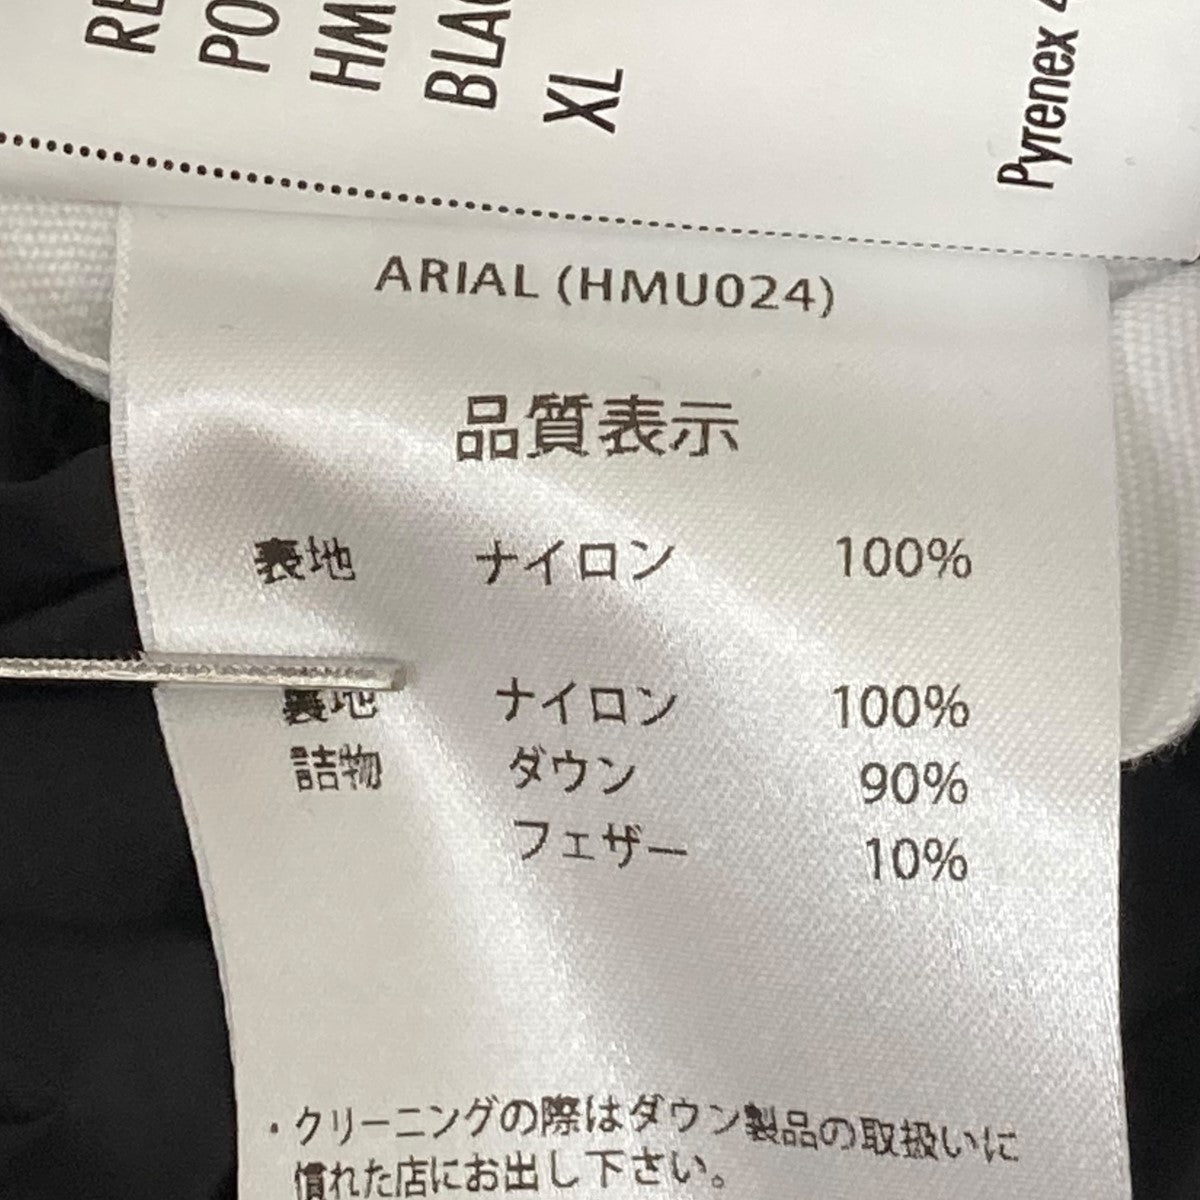 XL
Pyrenex
ARIAL (HMU024)
品質表示
表地 ナイロン 100%
裏地 ナイロン 100%
詰物 ダウン 90%
フェザー 10%
・クリーニングの際はダウン製品の取扱いに
慣れた店にお出し下さい。